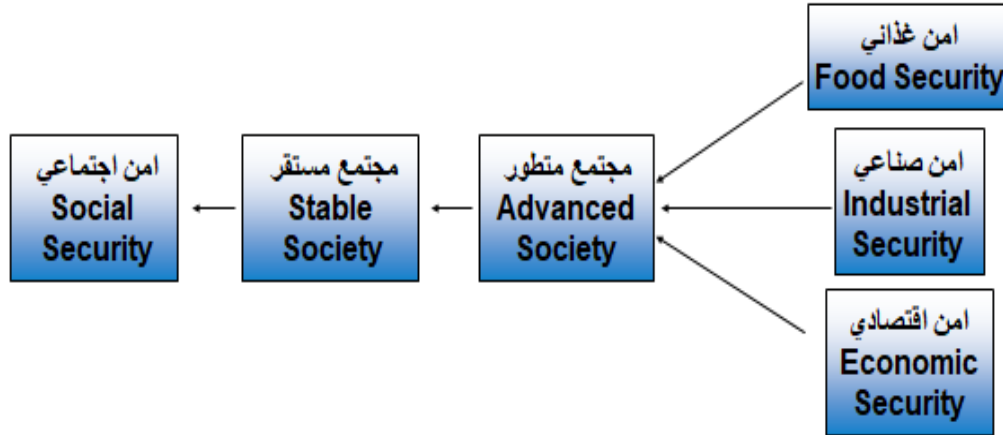 امن غذائي
Food Security
امن صناعي
Industrial
Security
امن اقتصادي
Economic
Security
مجتمع متطور
Advanced
Society
مجتمع مستقر
Stable
Society
امن اجتماعي
Social
Security